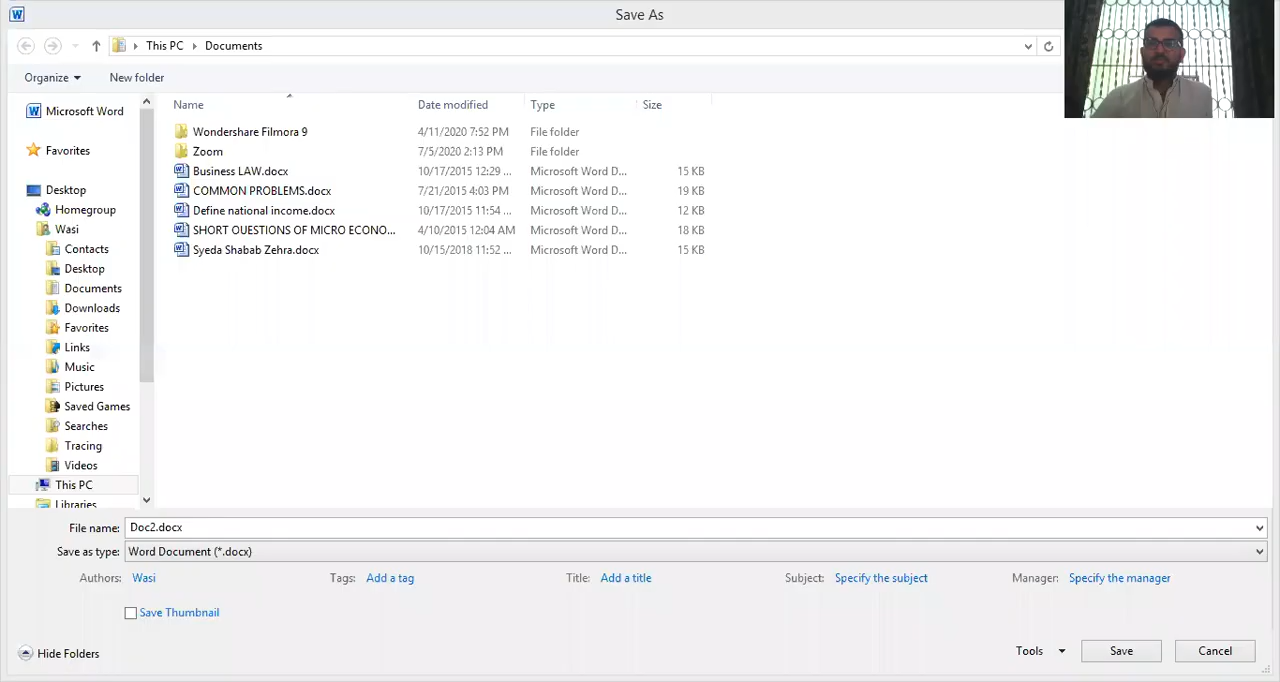 Save As
This PC Documents
Organize New folder
Name Date modified Type Size
Microsoft Word
Favorites
Desktop
Homegroup
Wasi
Contacts
Desktop
Documents
Downloads
Favorites
Links
Music
Pictures
Saved Games
Searches
Tracing
Videos
This PC
Libraries
Wondershare Filmora 9 4/11/2020 7:52 PM File folder
Zoom 7/5/2020 2:13 PM File folder
Business LAW.docx 10/17/2015 12:29 ... Microsoft Word D... 15 KB
COMMON PROBLEMS.docx 7/21/2015 4:03 PM Microsoft Word D... 19 KB
Define national income.docx 10/17/2015 11:54 ... Microsoft Word D... 12 KB
SHORT OUESTIONS OF MICRO ECONO... 4/10/2015 12:04 AM Microsoft Word D... 18 KB
Syeda Shabab Zehra.docx 10/15/2018 11:52 ... Microsoft Word D... 15 KB
File name: Doc2.docx
Save as type: Word Document (*.docx)
Authors: Wasi Tags: Add a tag Title: Add a title Subject: Specify the subject Manager: Specify the manager
Save Thumbnail
Hide Folders Tools Save Cancel